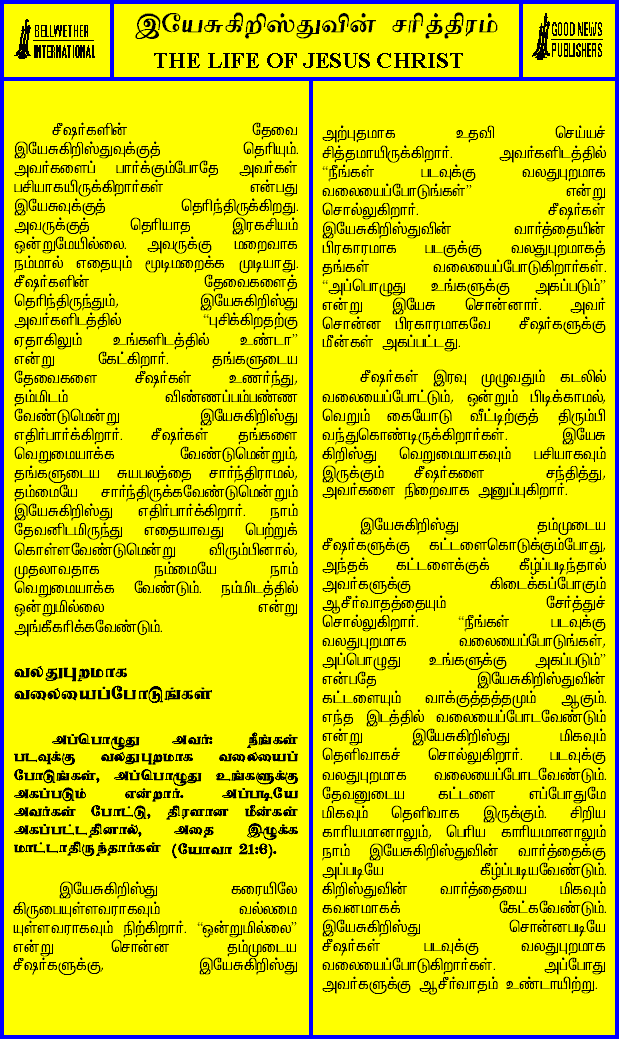 BELLWETHER
INTERNATIONAL
இயேசுகிறிஸ்துவின் சரித்திரம்
THE LIFE OF JESUS CHRIST
GOOD NEWS
PUBLISHERS
சீஷர்களின் தேவை
இயேசுகிறிஸ்துவுக்குத் தெரியும்.
அவர்களைப் பார்க்கும்போதே அவர்கள்
பசியாகயிருக்கிறார்கள் என்பது
இயேசுவுக்குத் தெரிந்திருக்கிறது.
அவருக்குத் தெரியாத இரகசியம்
ஒன்றுமேயில்லை. அவருக்கு மறைவாக
நம்மால் எதையும் மூடிமறைக்க முடியாது.
சீஷர்களின் தேவைகளைத்
தெரிந்திருந்தும், இயேசுகிறிஸ்து
அவர்களிடத்தில் “புசிக்கிறதற்கு
ஏதாகிலும் உங்களிடத்தில் உண்டா”
என்று கேட்கிறார். தங்களுடைய
தேவைகளை சீஷர்கள் உணர்ந்து,
தம்மிடம் விண்ணப்பம்பண்ண
வேண்டுமென்று இயேசுகிறிஸ்து
எதிர்பார்க்கிறார். சீஷர்கள் தங்களை
வெறுமையாக்க வேண்டுமென்றும்,
தங்களுடைய சுயபலத்தை சார்ந்திராமல்,
தம்மையே சார்ந்திருக்கவேண்டுமென்றும்
இயேசுகிறிஸ்து எதிர்பார்க்கிறார். நாம்
தேவனிடமிருந்து எதையாவது பெற்றுக்
கொள்ளவேண்டுமென்று விரும்பினால்,
முதலாவதாக நம்மையே நாம்
வெறுமையாக்க வேண்டும். நம்மிடத்தில்
ஒன்றுமில்லை என்று
அங்கீகரிக்கவேண்டும்.
வலதுபுறமாக
வலையைப்போடுங்கள்
அப்பொழுது அவர்: நீங்கள்
படவுக்கு வலதுபுறமாக வலையைப்
போடுங்கள், அப்பொழுது உங்களுக்கு
அகப்படும் என்றார். அப்படியே
அவர்கள் போட்டு, திரளான மீன்கள்
அகப்பட்டதினால், அதை இழுக்க
மாட்டாதிருந்தார்கள் (யோவா 21:6).
இயேசுகிறிஸ்து கரையிலே
கிருபையுள்ளவராகவும் வல்லமை
யுள்ளவராகவும் நிற்கிறார். “ஒன்றுமில்லை”
என்று சொன்ன தம்முடைய
சீஷர்களுக்கு, இயேசுகிறிஸ்து
அற்புதமாக உதவி செய்யச்
சித்தமாயிருக்கிறார். அவர்களிடத்தில்
“நீங்கள் படவுக்கு வலதுபுறமாக
வலையைப்போடுங்கள்” என்று
சொல்லுகிறார். சீஷர்கள்
இயேசுகிறிஸ்துவின் வார்த்தையின்
பிரகாரமாக படகுக்கு வலதுபுறமாகத்
தங்கள் வலையைப்போடுகிறார்கள்.
“அப்பொழுது உங்களுக்கு அகப்படும்”
என்று இயேசு சொன்னார். அவர்
சொன்ன பிரகாரமாகவே சீஷர்களுக்கு
மீன்கள் அகப்பட்டது.
சீஷர்கள் இரவு முழுவதும் கடலில்
வலையைப்போட்டும், ஒன்றும் பிடிக்காமல்,
வெறும் கையோடு வீட்டிற்குத் திரும்பி
வந்துகொண்டிருக்கிறார்கள். இயேசு
கிறிஸ்து வெறுமையாகவும் பசியாகவும்
இருக்கும் சீஷர்களை சந்தித்து,
அவர்களை நிறைவாக அனுப்புகிறார்.
இயேசுகிறிஸ்து தம்முடைய
சீஷர்களுக்கு கட்டளைகொடுக்கும்போது,
அந்தக் கட்டளைக்குக் கீழ்ப்படிந்தால்
அவர்களுக்கு கிடைக்கப்போகும்
ஆசீர்வாதத்தையும் சேர்த்துச்
சொல்லுகிறார். “நீங்கள் படவுக்கு
வலதுபுறமாக வலையைப்போடுங்கள்,
அப்பொழுது உங்களுக்கு அகப்படும்”
என்பதே இயேசுகிறிஸ்துவின்
கட்டளையும் வாக்குத்தத்தமும் ஆகும்.
எந்த இடத்தில் வலையைப்போடவேண்டும்
என்று இயேசுகிறிஸ்து மிகவும்
தெளிவாகச் சொல்லுகிறார். படவுக்கு
வலதுபுறமாக வலையைப்போடவேண்டும்.
தேவனுடைய கட்டளை எப்போதுமே
மிகவும் தெளிவாக இருக்கும். சிறிய
காரியமானாலும், பெரிய காரியமானாலும்
நாம் இயேசுகிறிஸ்துவின் வார்த்தைக்கு
அப்படியே கீழ்ப்படியவேண்டும்.
கிறிஸ்துவின் வார்த்தையை மிகவும்
கவனமாகக் கேட்கவேண்டும்.
இயேசுகிறிஸ்து சொன்னபடியே
சீஷர்கள் படவுக்கு வலதுபுறமாக
வலையைப்போடுகிறார்கள். அப்போது
அவர்களுக்கு ஆசீர்வாதம் உண்டாயிற்று.